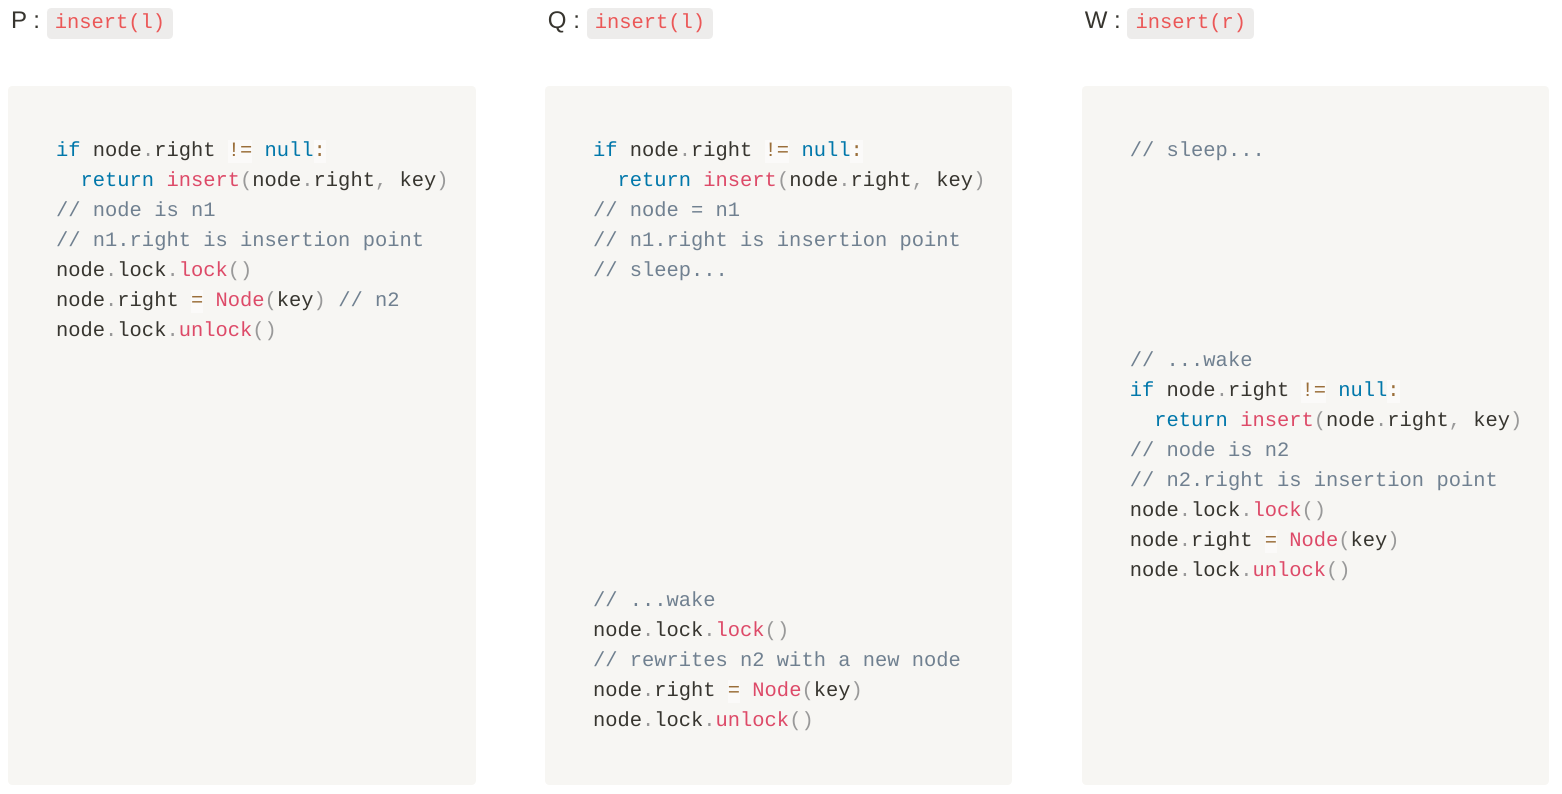 P : insert(l)
if node.right != null:
  return insert(node.right, key)
// node is n1
// n1.right is insertion point
node.lock.lock()
node.right = Node(key) // n2
node.lock.unlock()
Q : insert(l)
if node.right != null:
  return insert(node.right, key)
// node = n1
// n1.right is insertion point
// sleep...
// ...wake
node.lock.lock()
// rewrites n2 with a new node
node.right = Node(key)
node.lock.unlock()
W : insert(r)
// sleep...
// ...wake
if node.right != null:
  return insert(node.right, key)
// node is n2
// n2.right is insertion point
node.lock.lock()
node.right = Node(key)
node.lock.unlock()